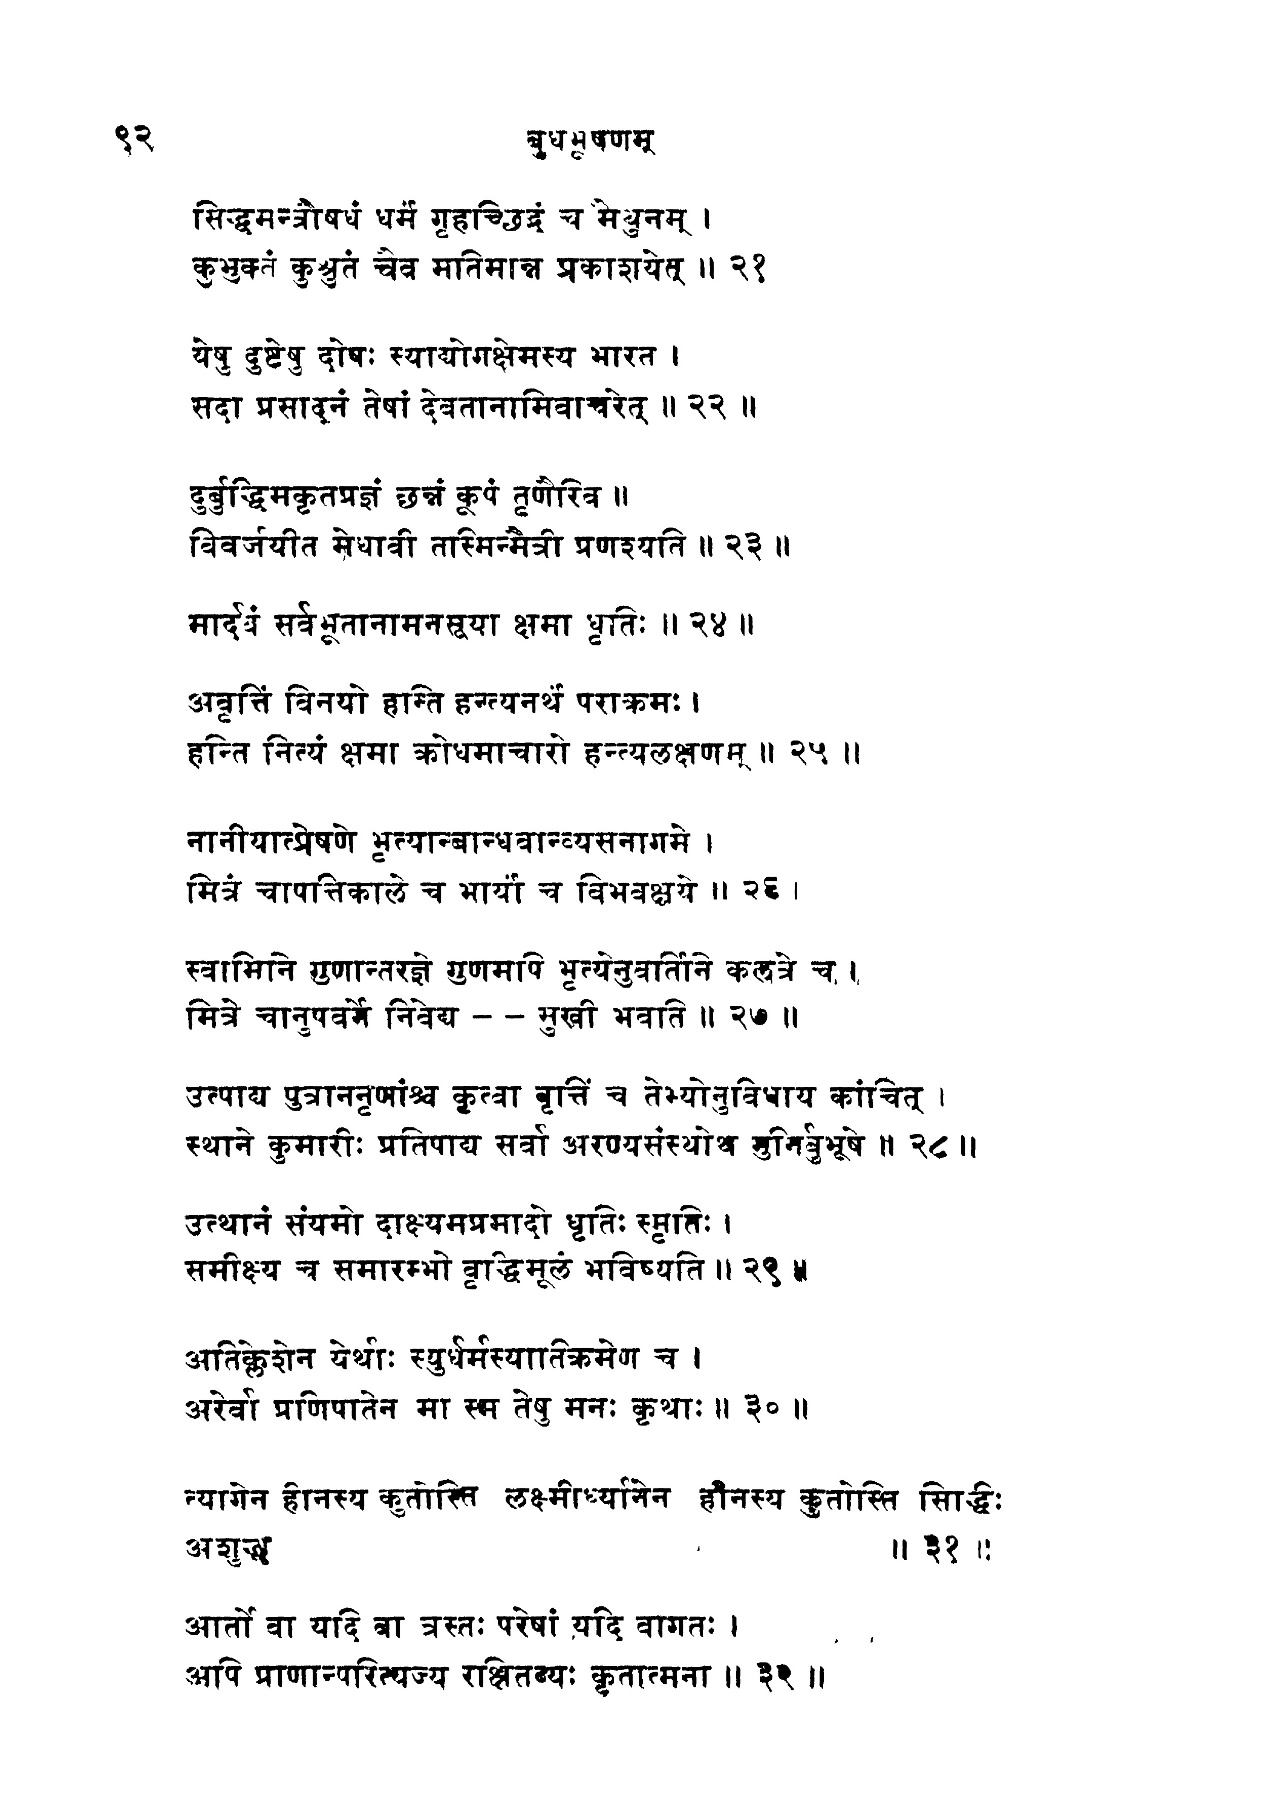 ९२ बुधभूषणम्
सिद्धमन्त्रौषधं धर्मं गृहच्छिद्रं च मैथुनम् ।
कुभुक्तं कुश्रुतं चैव मतिमान्न प्रकाशयेत् ॥ २१
येषु दुष्टेषु दोषः स्याद्योगक्षेमस्य भारत ।
सदा प्रसादनं तेषां देवतानामिवाचरेत् ॥ २२ ॥
दुर्बुद्धिमकृतप्रज्ञं छन्नं कूपं तृणैरिव ॥
विवर्जयीत मेधावी तस्मिन्मैत्री प्रणश्यति ॥ २३ ॥
मार्दवं सर्वभूतानामनसूया क्षमा धृतिः ॥ २४ ॥
अवृत्तिं विनयो हान्ति हन्त्यनर्थं पराक्रमः ।
हन्ति नित्यं क्षमा क्रोधमाचारो हन्त्यलक्षणम् ॥ २५ ॥
नानीयात्प्रेषणे भृत्यान्बान्धवान्व्यसनागमे ।
मित्रं चापत्तिकाले च भार्यां च विभवक्षये ॥ २६ ।
स्वामिनि गुणान्तरज्ञे गुणमपि भृत्येनुवर्तिनि कलत्रे च ।
मित्रे चानुपवर्मे निवेद्य – – सुखी भवति ॥ २७ ॥
उत्पाद्य पुत्राननृणांश्च कृत्वा वृत्तिं च तेभ्योनुविधाय कांचित् ।
स्थाने कुमारीः प्रतिपाद्य सर्वा अरण्यसंस्थोथ मुनिर्बुभूषे ॥ २८ ॥
उत्थानं संयमो दाक्ष्यमप्रमादो धृतिः स्मृतिः ।
समीक्ष्य च समारम्भो वृद्धिमूलं भविष्यति ॥ २९ ॥
अतिक्लेशेन येर्थाः स्युर्धर्मस्यातिक्रमेण च ।
अरेर्वा प्रणिपातेन मा स्म तेषु मनः कृथाः ॥ ३० ॥
त्यागेन हीनस्य कुतोस्ति लक्ष्मीर्ध्यानेन हीनस्य कुतोस्ति सिद्धिः
॥ ३१ ॥
आर्तो वा यदि वा त्रस्तः परेषां यदि वागतः ।
अपि प्राणान्परित्यज्य रक्षितव्यः कृतात्मना ॥ ३२ ॥